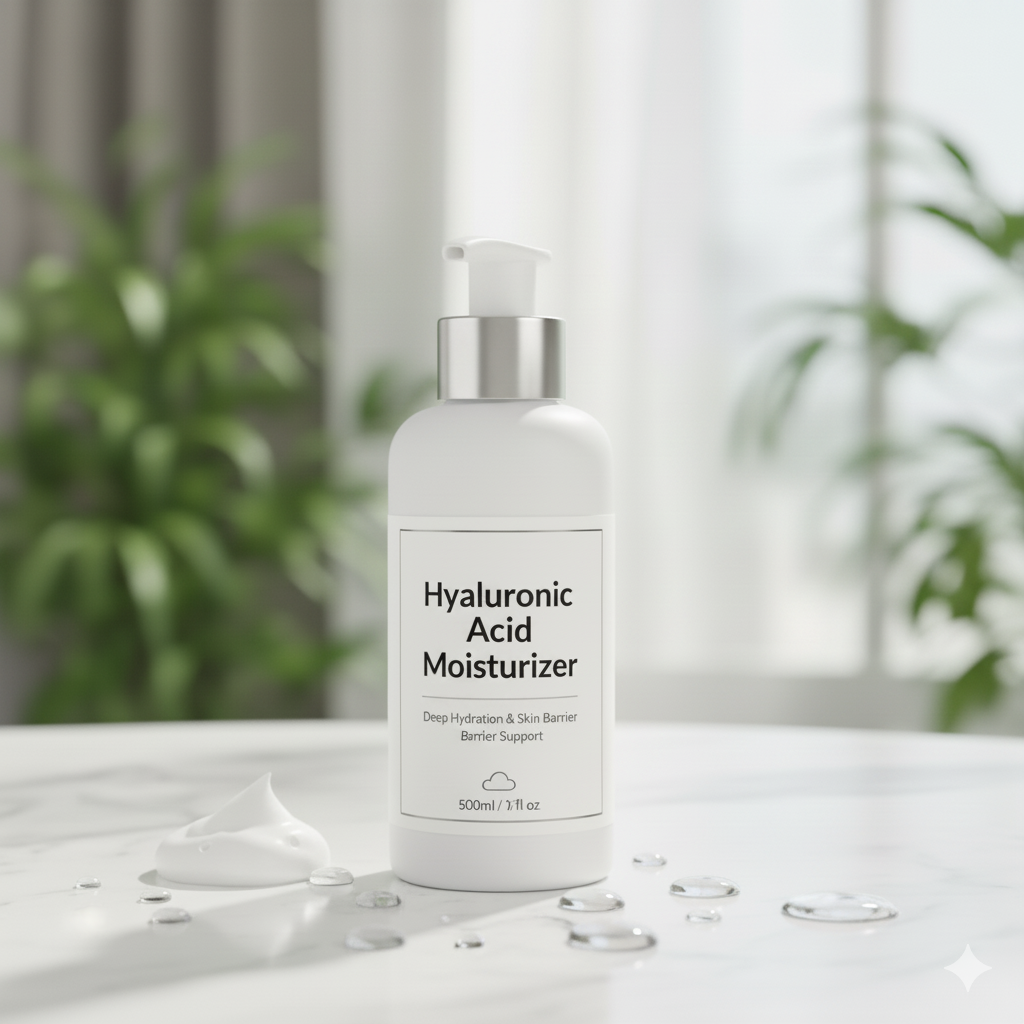 Hyaluronic
Acid
Moisturizer
Deep Hydration & Skin Barrier
Barrier Support
500ml / fl oz